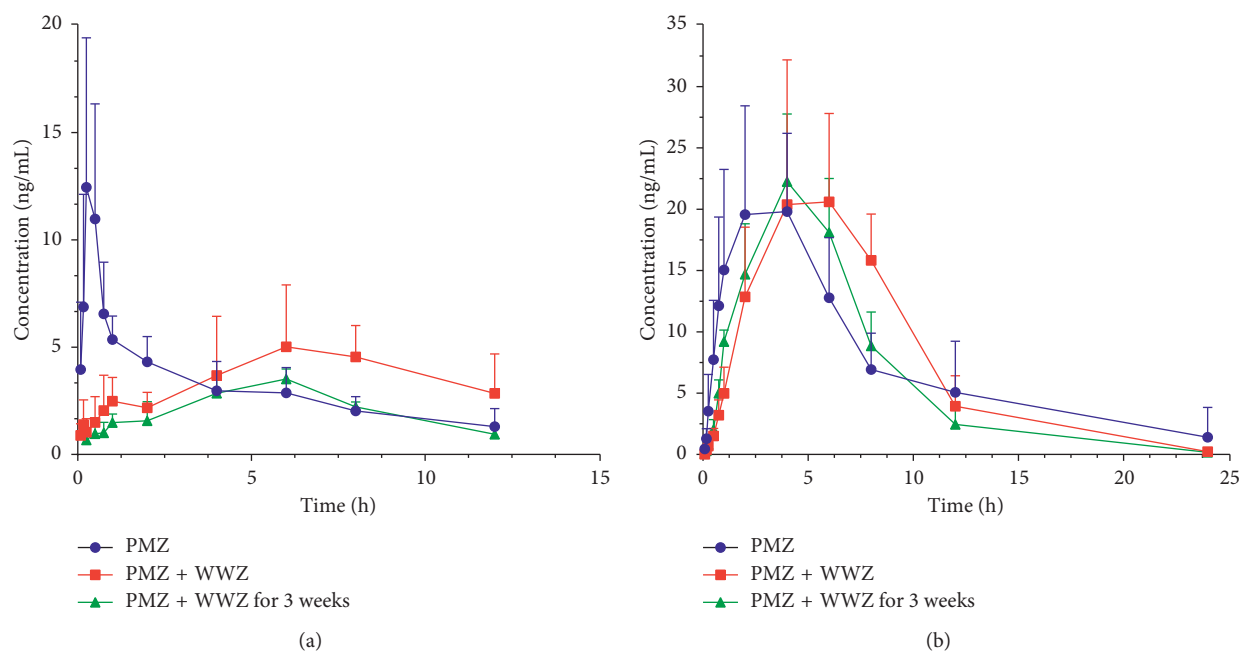 20
15
10
5
0
Concentration (ng/mL)
0
5
10
15
Time (h)
PMZ
PMZ + WWZ
PMZ + WWZ for 3 weeks
(a)
35
30
25
20
15
10
5
0
Concentration (ng/mL)
0
5
10
15
20
25
Time (h)
PMZ
PMZ + WWZ
PMZ + WWZ for 3 weeks
(b)